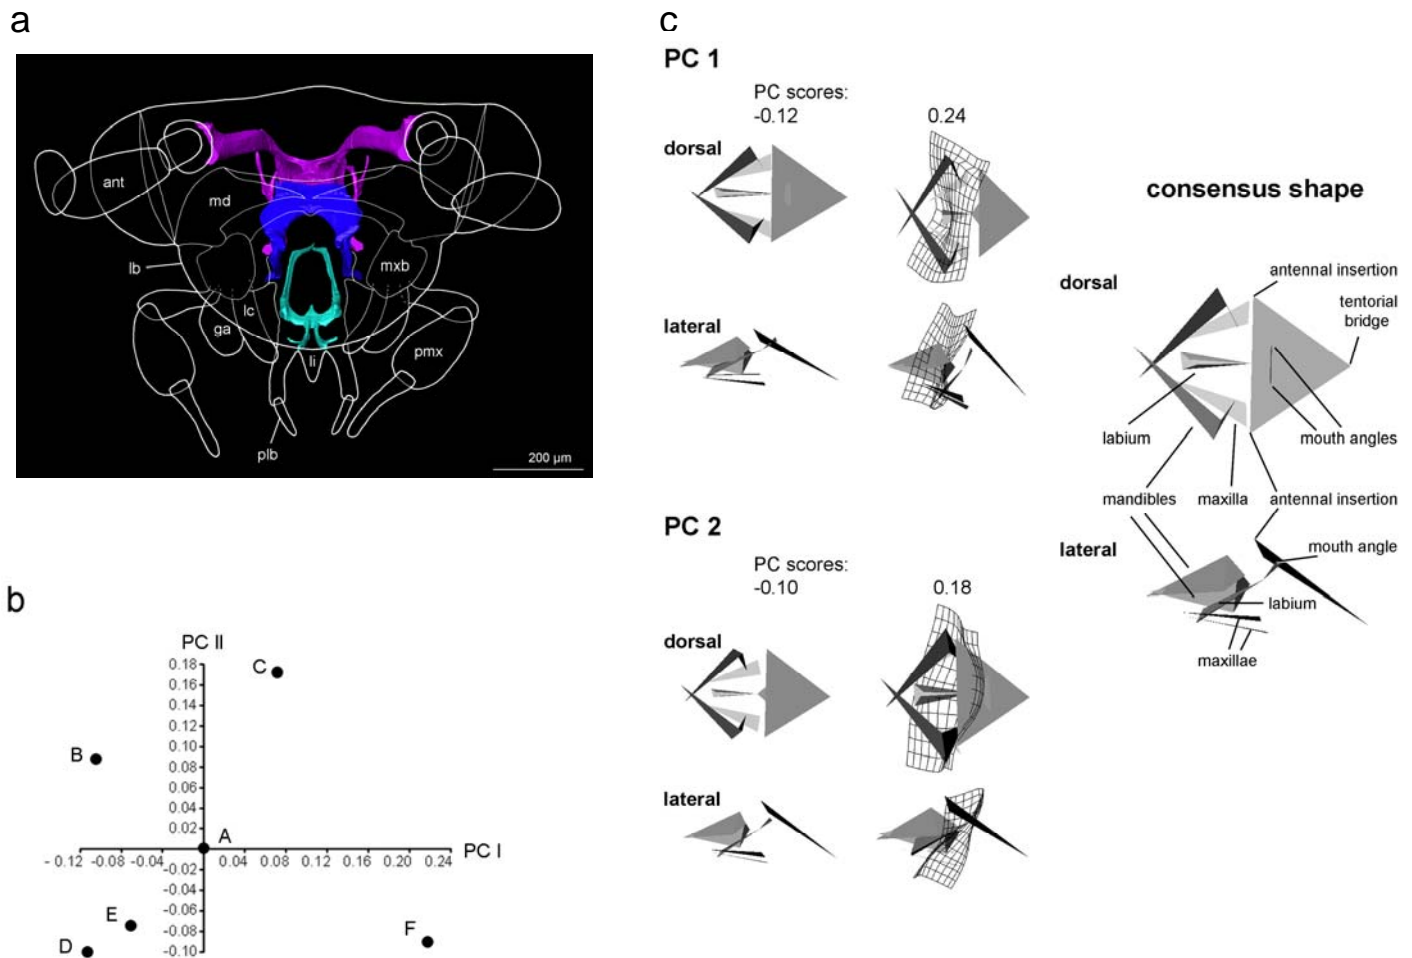 a
ant
md
lb
mxb
lc
ga
li
pmx
plb
200 µm
b
PC II
0.18
0.16
0.14
0.12
0.10
0.08
0.06
0.04
0.02
-0.02
-0.04
-0.06
-0.08
-0.10
- 0.12 -0.08 -0.04 0.04 0.08 0.12 0.16 0.20 0.24
PC I
A
B
C
D
E
F
c
PC 1
PC scores:
-0.12 0.24
dorsal
lateral
PC 2
PC scores:
-0.10 0.18
dorsal
lateral
consensus shape
dorsal
antennal insertion
tentorial
bridge
labium
mouth angles
mandibles
maxilla
antennal insertion
lateral
mouth angle
labium
maxillae